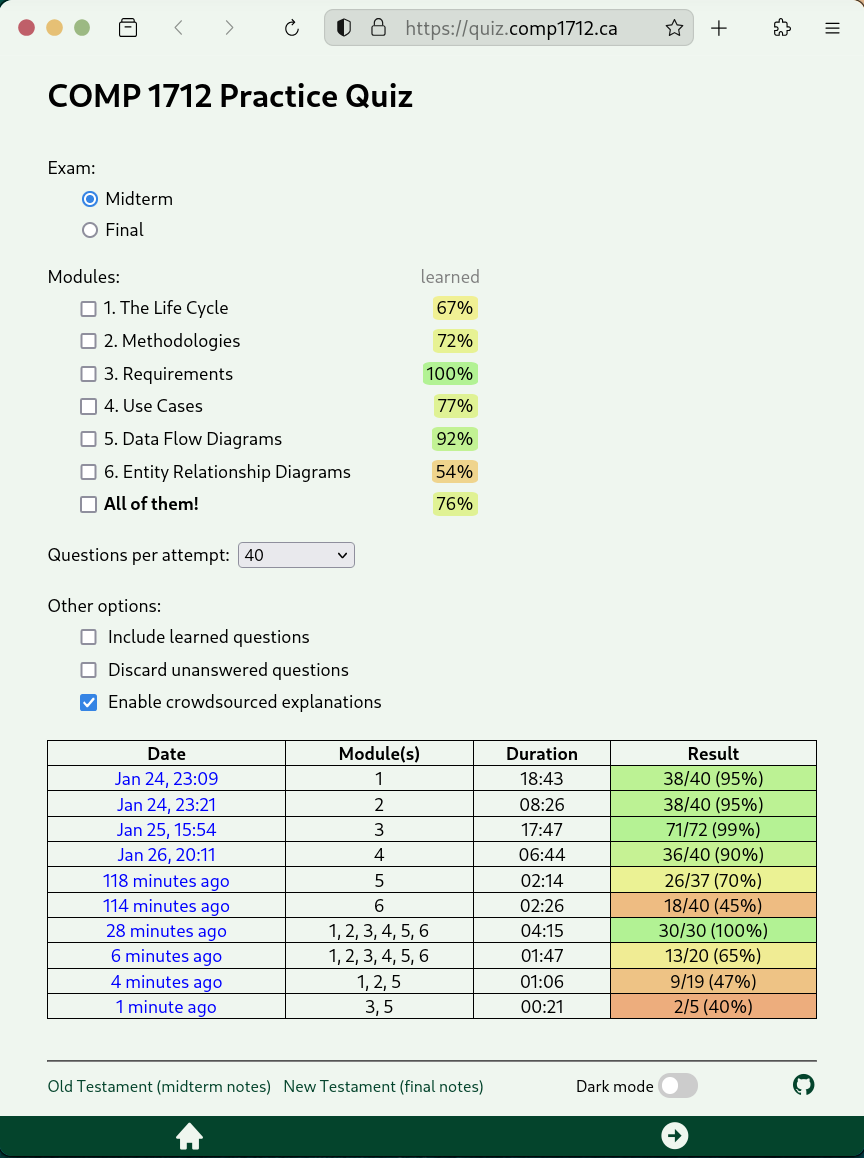 https://quiz.comp1712.ca
COMP 1712 Practice Quiz
Exam:
Midterm
Final
Modules: learned
1. The Life Cycle 67%
2. Methodologies 72%
3. Requirements 100%
4. Use Cases 77%
5. Data Flow Diagrams 92%
6. Entity Relationship Diagrams 54%
All of them! 76%
Questions per attempt: 40
Other options:
Include learned questions
Discard unanswered questions
Enable crowdsourced explanations
Date Module(s) Duration Result
Jan 24, 23:09 1 18:43 38/40 (95%)
Jan 24, 23:21 2 08:26 38/40 (95%)
Jan 25, 15:54 3 17:47 71/72 (99%)
Jan 26, 20:11 4 06:44 36/40 (90%)
118 minutes ago 5 02:14 26/37 (70%)
114 minutes ago 6 02:26 18/40 (45%)
28 minutes ago 1, 2, 3, 4, 5, 6 04:15 30/30 (100%)
6 minutes ago 1, 2, 3, 4, 5, 6 01:47 13/20 (65%)
4 minutes ago 1, 2, 5 01:06 9/19 (47%)
1 minute ago 3, 5 00:21 2/5 (40%)
Old Testament (midterm notes) New Testament (final notes) Dark mode